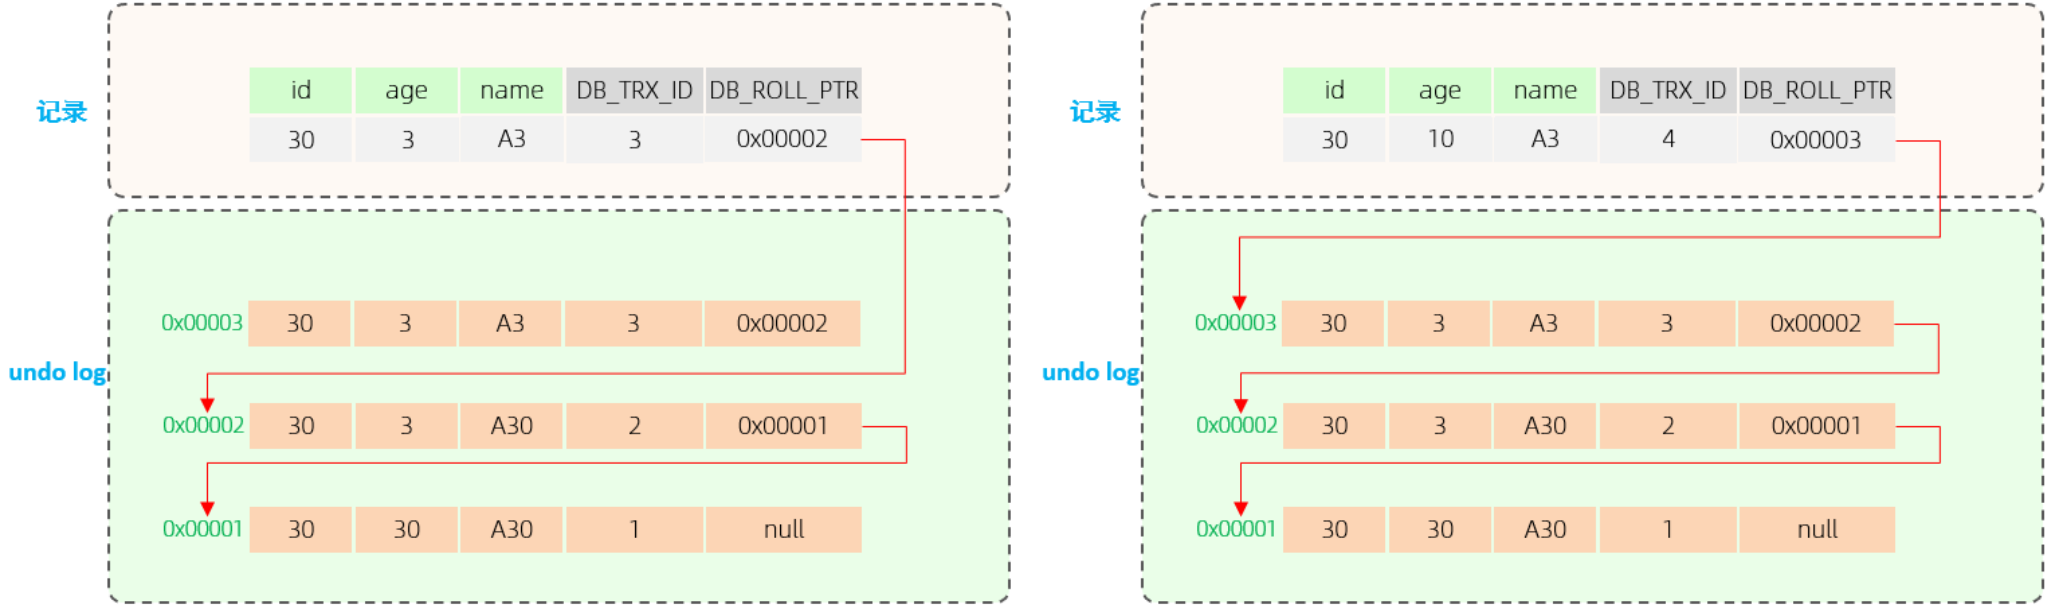 记录
id age name DB_TRX_ID DB_ROLL_PTR
30 3 A3 3 0x00002
undo log
0x00003 30 3 A3 3 0x00002
0x00002 30 3 A30 2 0x00001
0x00001 30 30 A30 1 null
记录
id age name DB_TRX_ID DB_ROLL_PTR
30 10 A3 4 0x00003
undo log
0x00003 30 3 A3 3 0x00002
0x00002 30 3 A30 2 0x00001
0x00001 30 30 A30 1 null